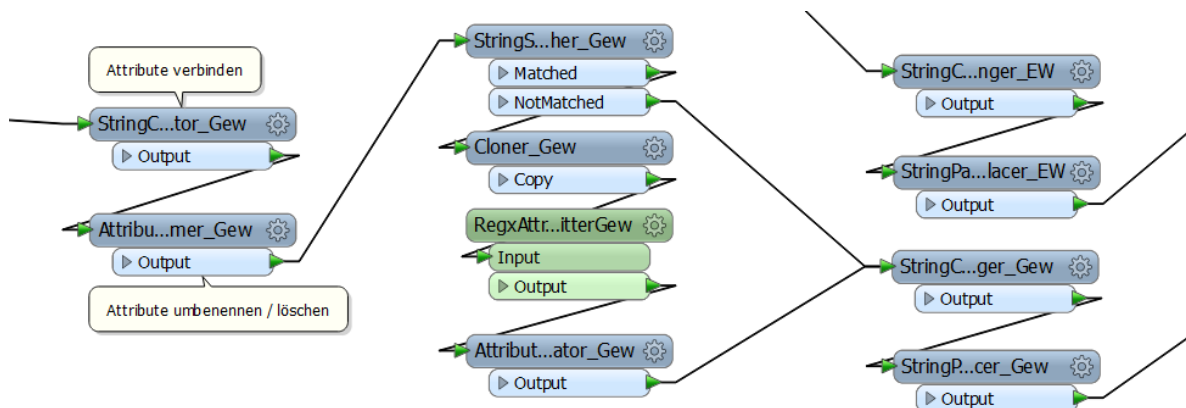 Attribute verbinden
StringC...tor_Gew
Output
Attribu...mer_Gew
Output
Attribute umbenennen / löschen
StringS...her_Gew
Matched
NotMatched
Cloner_Gew
Copy
RegxAttr...itterGew
Input
Output
Attribut...ator_Gew
Output
StringC...nger_EW
Output
StringPa...lacer_EW
Output
StringC...ger_Gew
Output
StringP...cer_Gew
Output